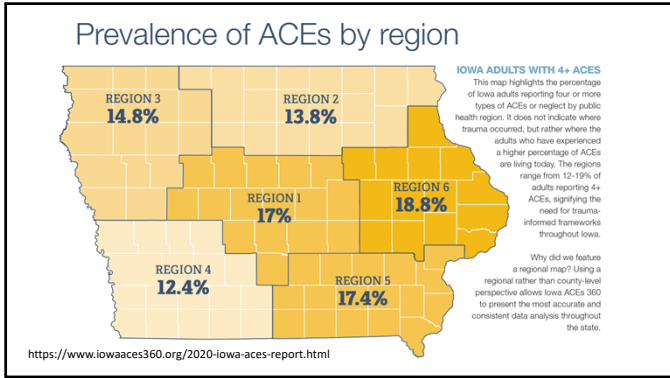 Prevalence of ACEs by region
IOWA ADULTS WITH 4+ ACES
This map highlights the percentage
of Iowa adults reporting four or more
types of ACEs or neglect by public
health region. It does not indicate where
trauma occurred, but rather where the
adults who have experienced
a higher percentage of ACEs
are living today. The regions
range from 12-19% of
adults reporting 4+
ACEs, signifying the
need for trauma-
informed frameworks
throughout Iowa.
Why did we feature
a regional map? Using a
regional rather than county-level
perspective allows Iowa ACEs 360
to present the most accurate and
consistent data analysis throughout
the state.
REGION 3
14.8%
REGION 2
13.8%
REGION 1
17%
REGION 6
18.8%
REGION 4
12.4%
REGION 5
17.4%
https://www.iowaaces360.org/2020-iowa-aces-report.html